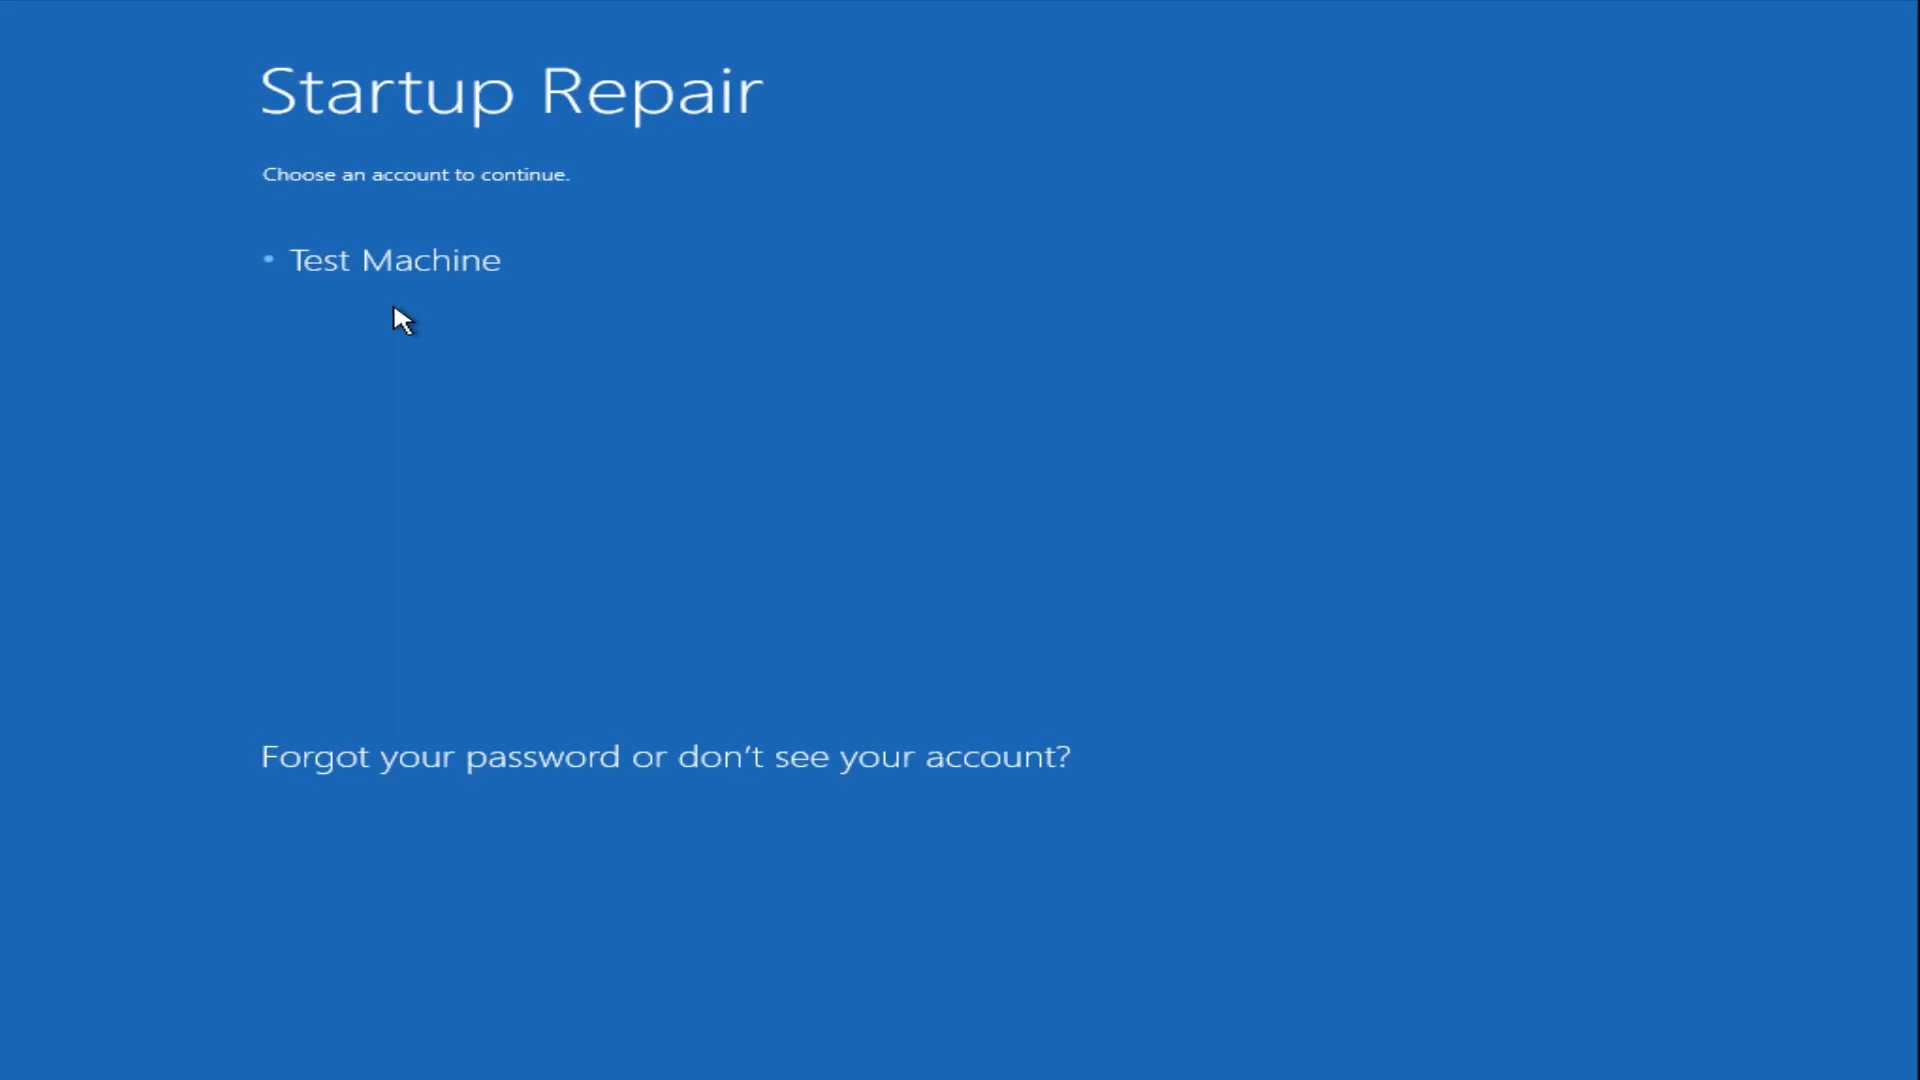 Startup Repair
Choose an account to continue.
Test Machine
Forgot your password or don’t see your account?